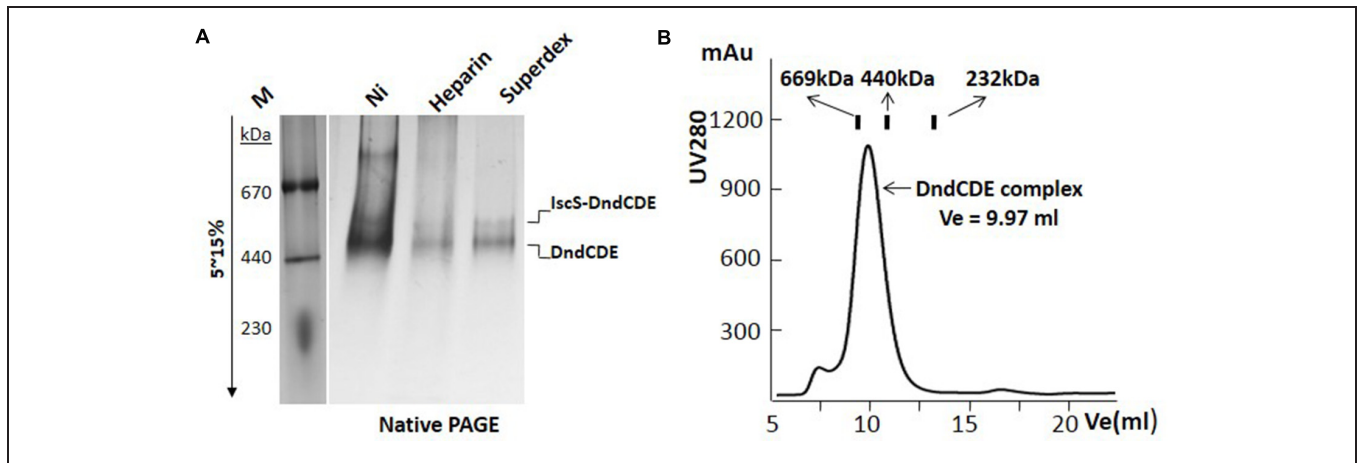 A
M
Ni
Heparin
Superdex
kDa
670
440
230
5~15%
IscS-DndCDE
DndCDE
Native PAGE
B
mAu
UV280
669kDa 440kDa 232kDa
1200
900
600
300
DndCDE complex
Ve = 9.97 ml
5 10 15 20 Ve(ml)